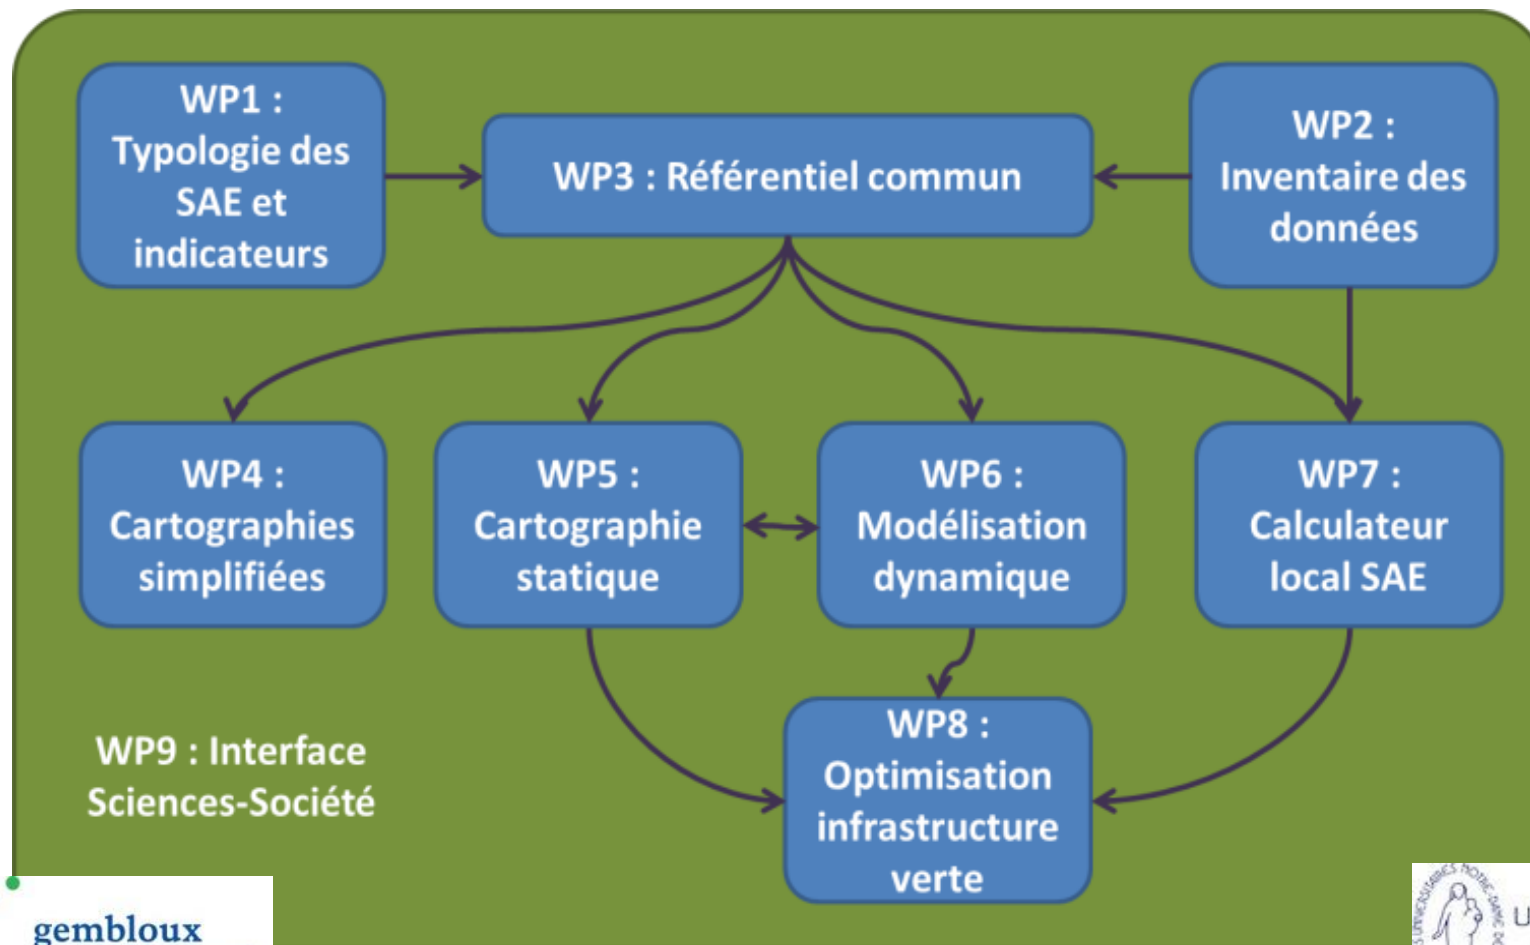 WP1 :
Typologie des
SAE et
indicateurs
WP3 : Référentiel commun
WP2 :
Inventaire des
données
WP4 :
Cartographies
simplifiées
WP5 :
Cartographie
statique
WP6 :
Modélisation
dynamique
WP7 :
Calculateur
local SAE
WP8 :
Optimisation
infrastructure
verte
WP9 : Interface
Sciences-Société
gembloux